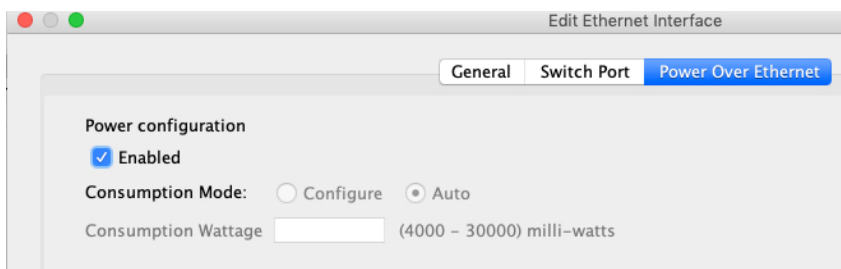 Edit Ethernet Interface
General Switch Port Power Over Ethernet
Power configuration
Enabled
Consumption Mode: Configure Auto
Consumption Wattage (4000 - 30000) milli-watts